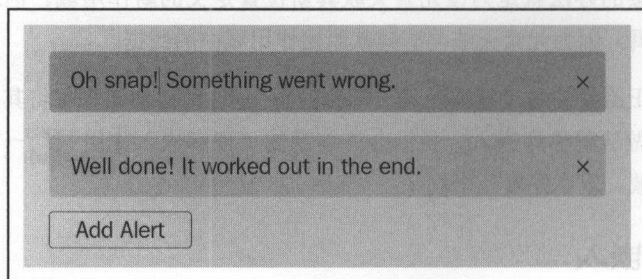 Oh snap! Something went wrong. ×
Well done! It worked out in the end. ×
Add Alert